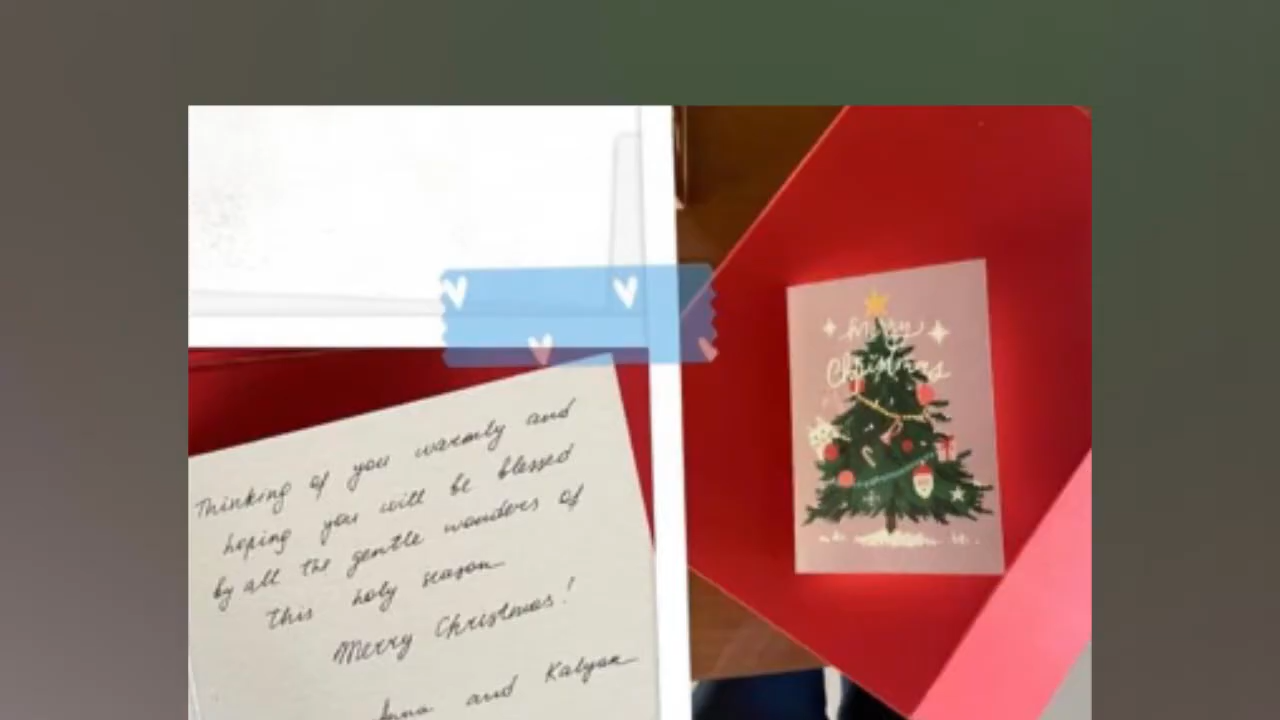 Thinking of you warmly and
hoping you will be blessed
by all the gentle wonders of
this holy season
Merry Christmas!
Anna and Kalyan
Merry
Christmas